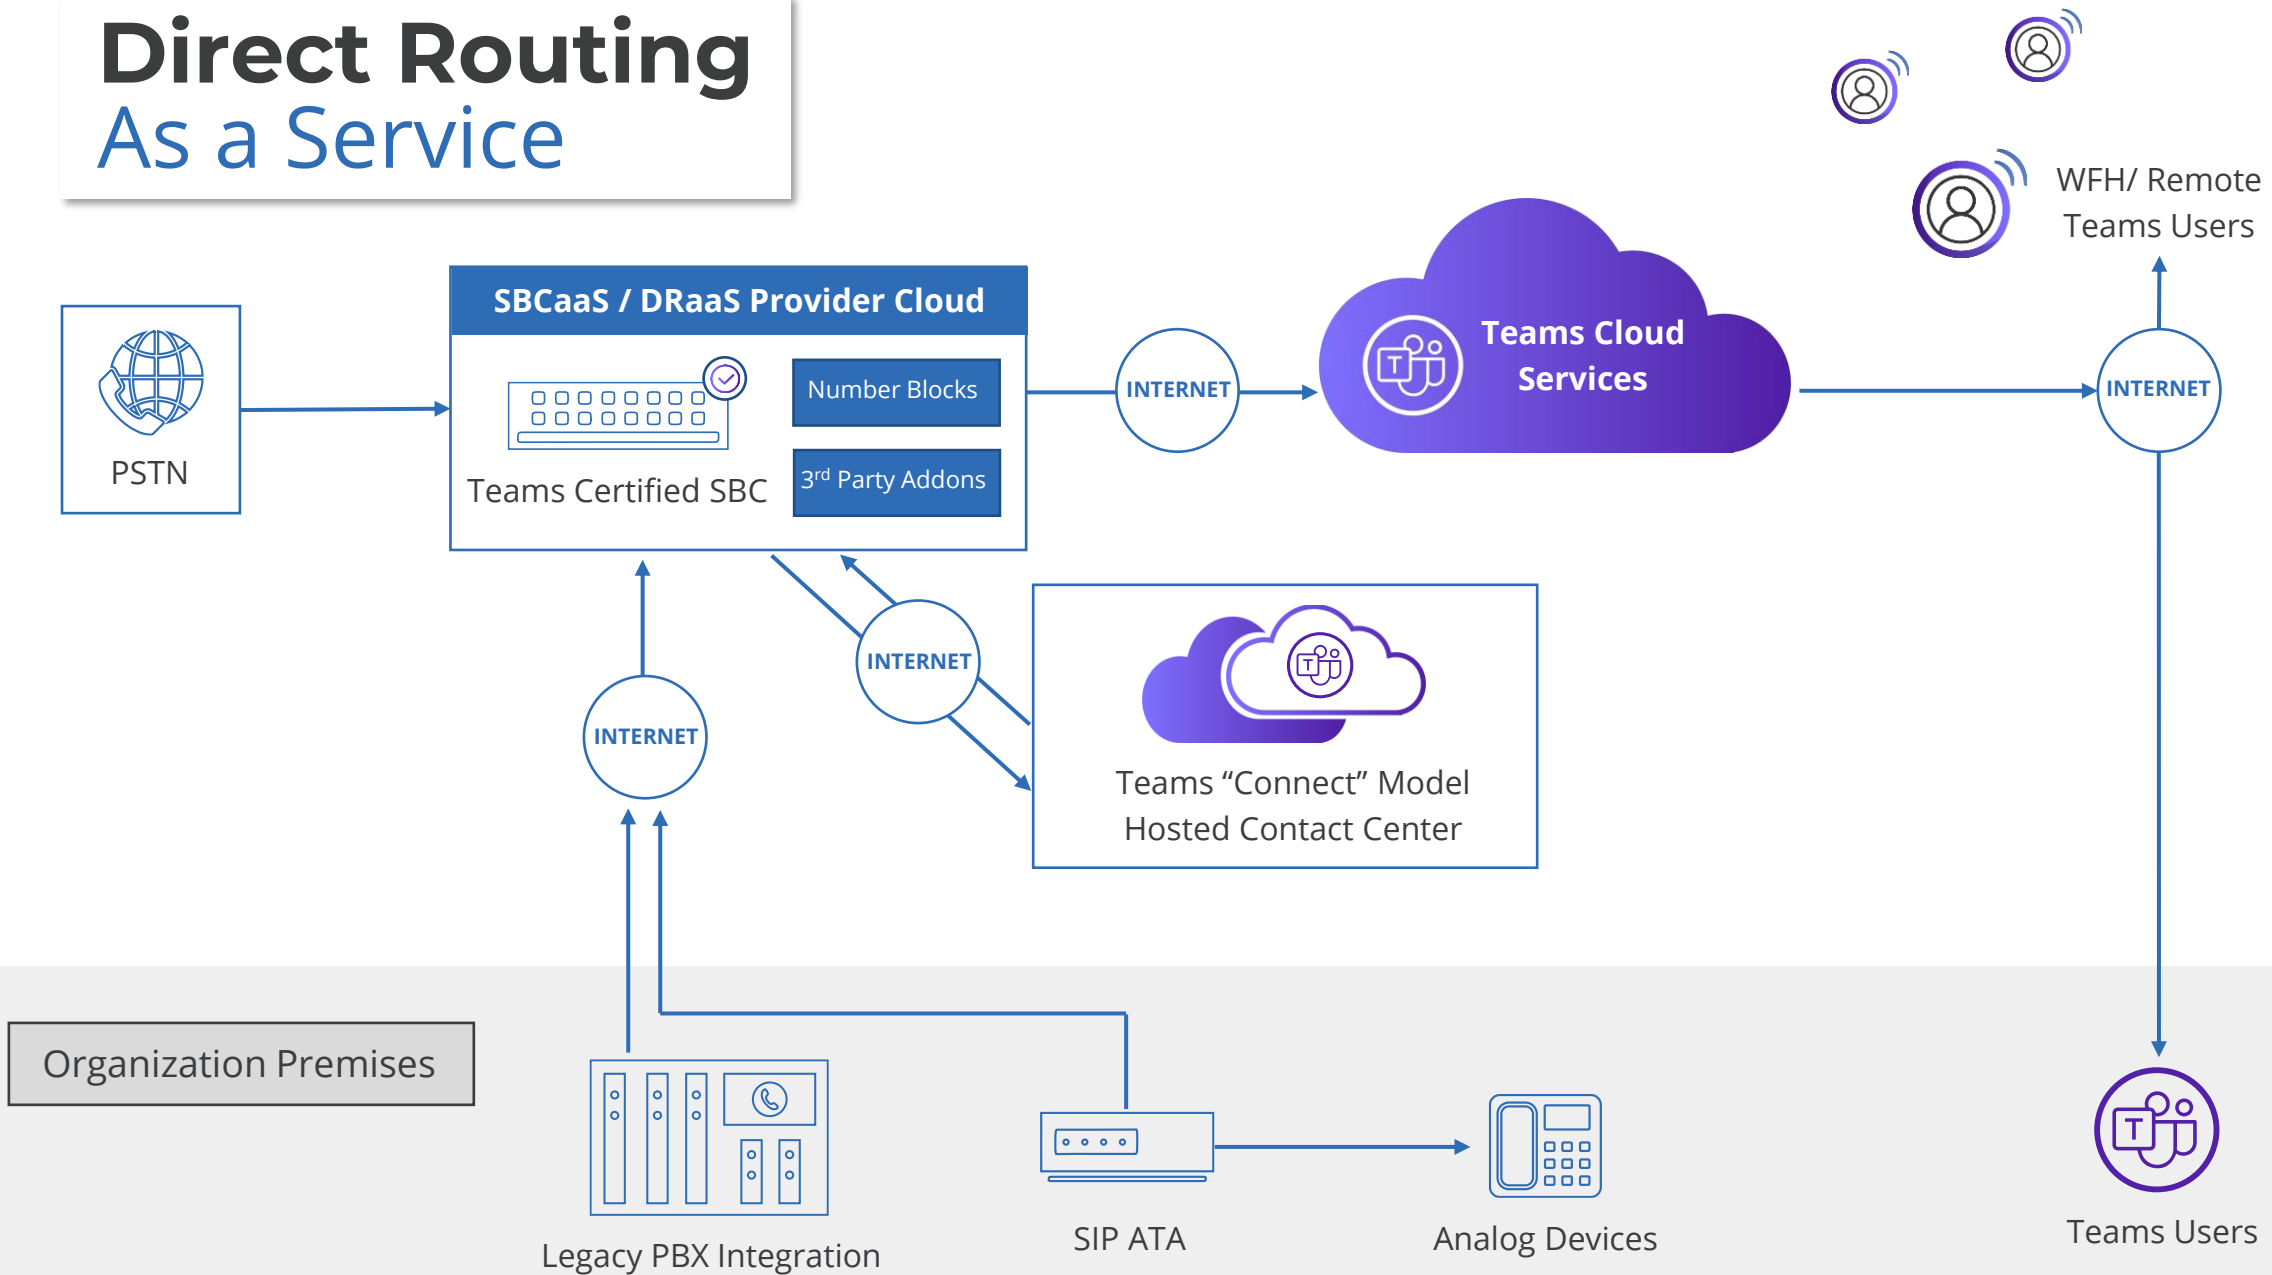 Direct Routing
As a Service
WFH/ Remote
Teams Users
SBCaaS / DRaaS Provider Cloud
PSTN
Teams Certified SBC
Number Blocks
3rd Party Addons
INTERNET
T
Teams Cloud
Services
INTERNET
INTERNET
INTERNET
T
Teams “Connect” Model
Hosted Contact Center
Organization Premises
Legacy PBX Integration
SIP ATA
Analog Devices
T
Teams Users